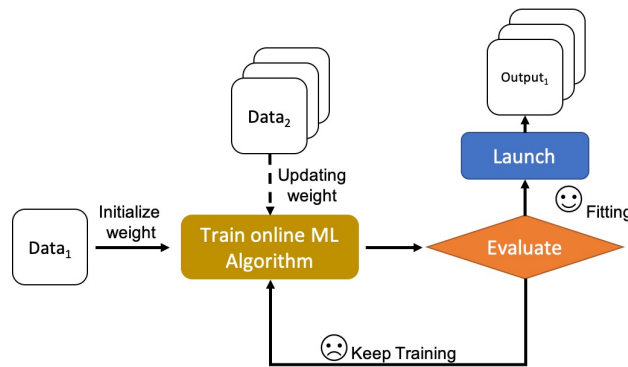 Output₁
Data₂
Launch
Updating
weight
Fitting
Initialize
weight
Data₁
Train online ML
Algorithm
Evaluate
Keep Training